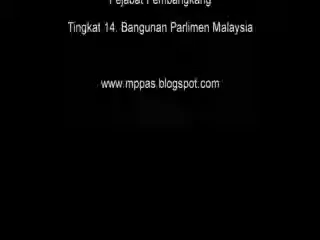 Pejabat Pembangkang
Tingkat 14. Bangunan Parlimen Malaysia
www.mppas.blogspot.com